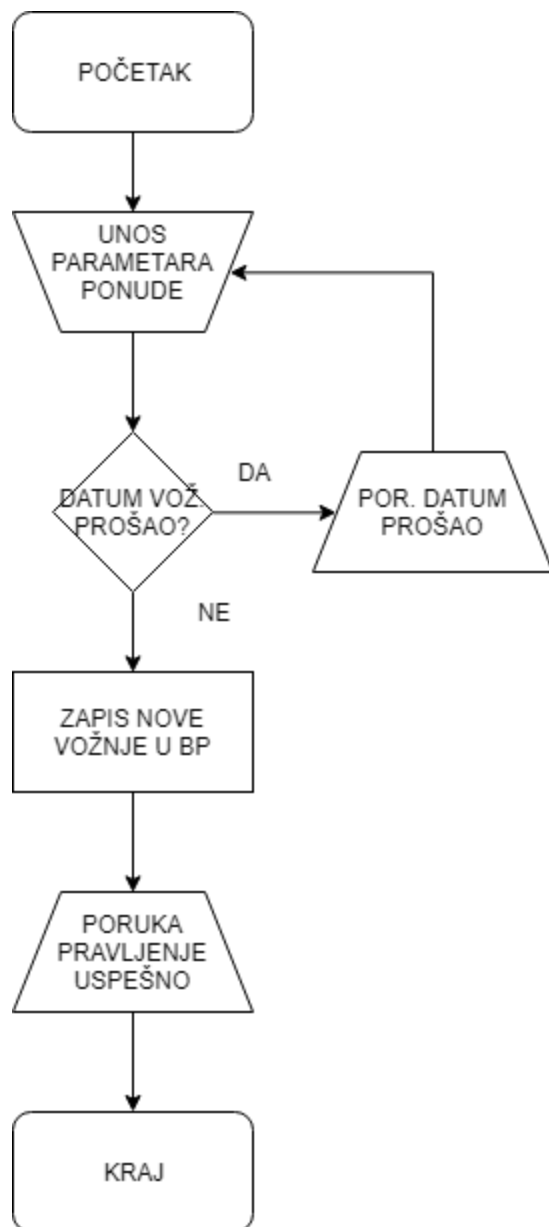 POČETAK
UNOS
PARAMETARA
PONUDE
DATUM VOŽ.
PROŠAO?
DA
POR. DATUM
PROŠAO
NE
ZAPIS NOVE
VOŽNJE U BP
PORUKA
PRAVLJENJE
USPEŠNO
KRAJ